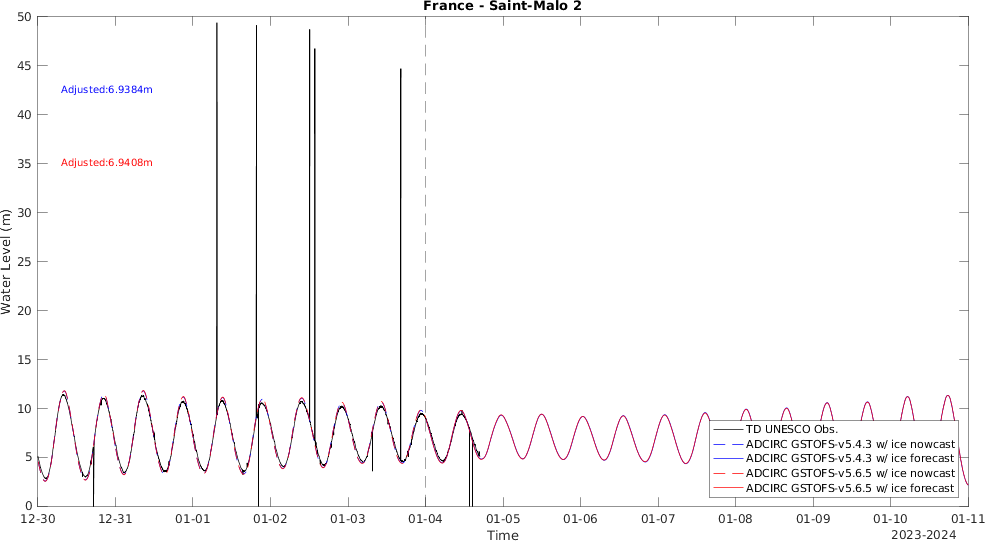 France - Saint-Malo 2
50
45
40
35
30
25
20
15
10
5
0
Water Level (m)
Adjusted:6.9384m
Adjusted:6.9408m
TD UNESCO Obs.
ADCIRC GSTOFS-v5.4.3 w/ ice nowcast
ADCIRC GSTOFS-v5.4.3 w/ ice forecast
ADCIRC GSTOFS-v5.6.5 w/ ice nowcast
ADCIRC GSTOFS-v5.6.5 w/ ice forecast
12-30 12-31 01-01 01-02 01-03 01-04 01-05 01-06 01-07 01-08 01-09 01-10 01-11
Time
2023-2024